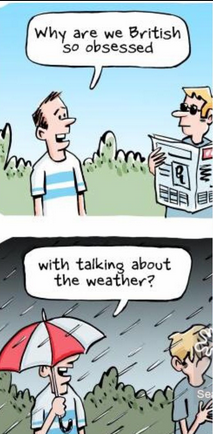 Why are we British
so obsessed
with talking about
the weather?